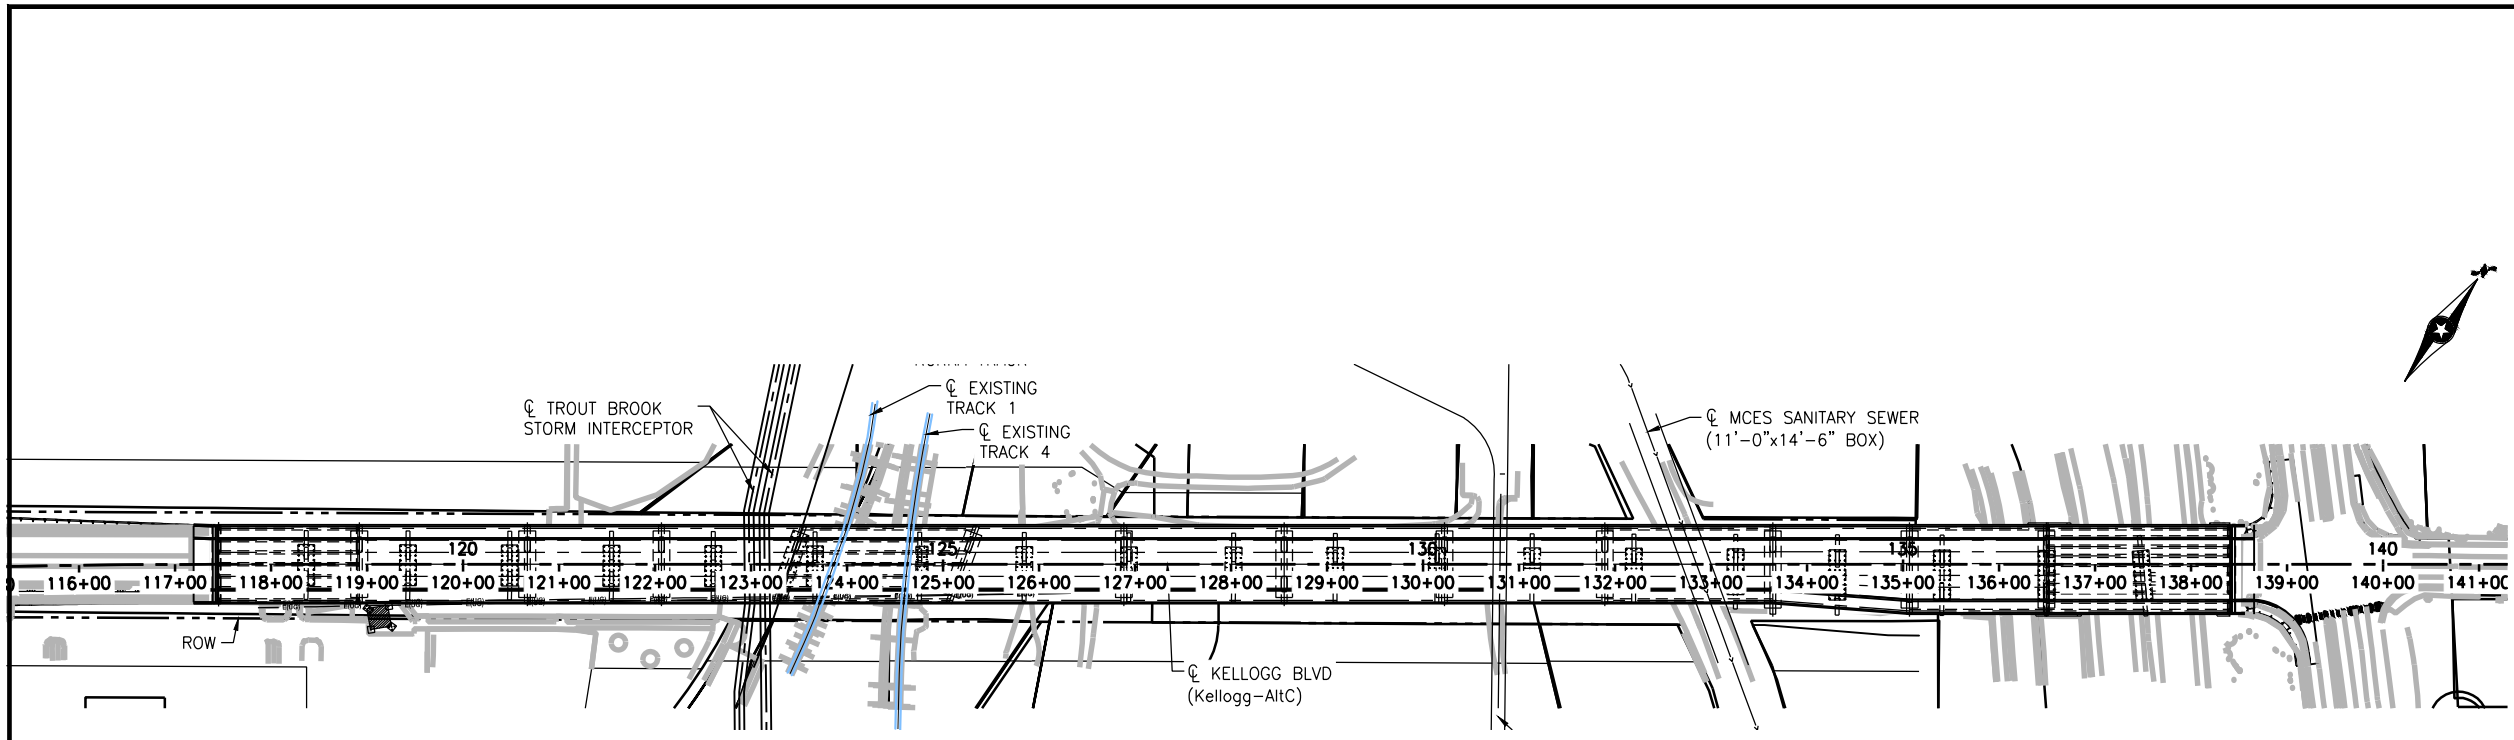 ℄ EXISTING
TRACK 1
℄ TROUT BROOK
STORM INTERCEPTOR
℄ EXISTING
TRACK 4
℄ MCES SANITARY SEWER
(11'-0"x14'-6" BOX)
120 125 130 135 140
116+00 117+00 118+00 119+00 120+00 121+00 122+00 123+00 124+00 125+00 126+00 127+00 128+00 129+00 130+00 131+00 132+00 133+00 134+00 135+00 136+00 137+00 138+00 139+00 140+00 141+00
ROW
℄ KELLOGG BLVD
(Kellogg-AltC)